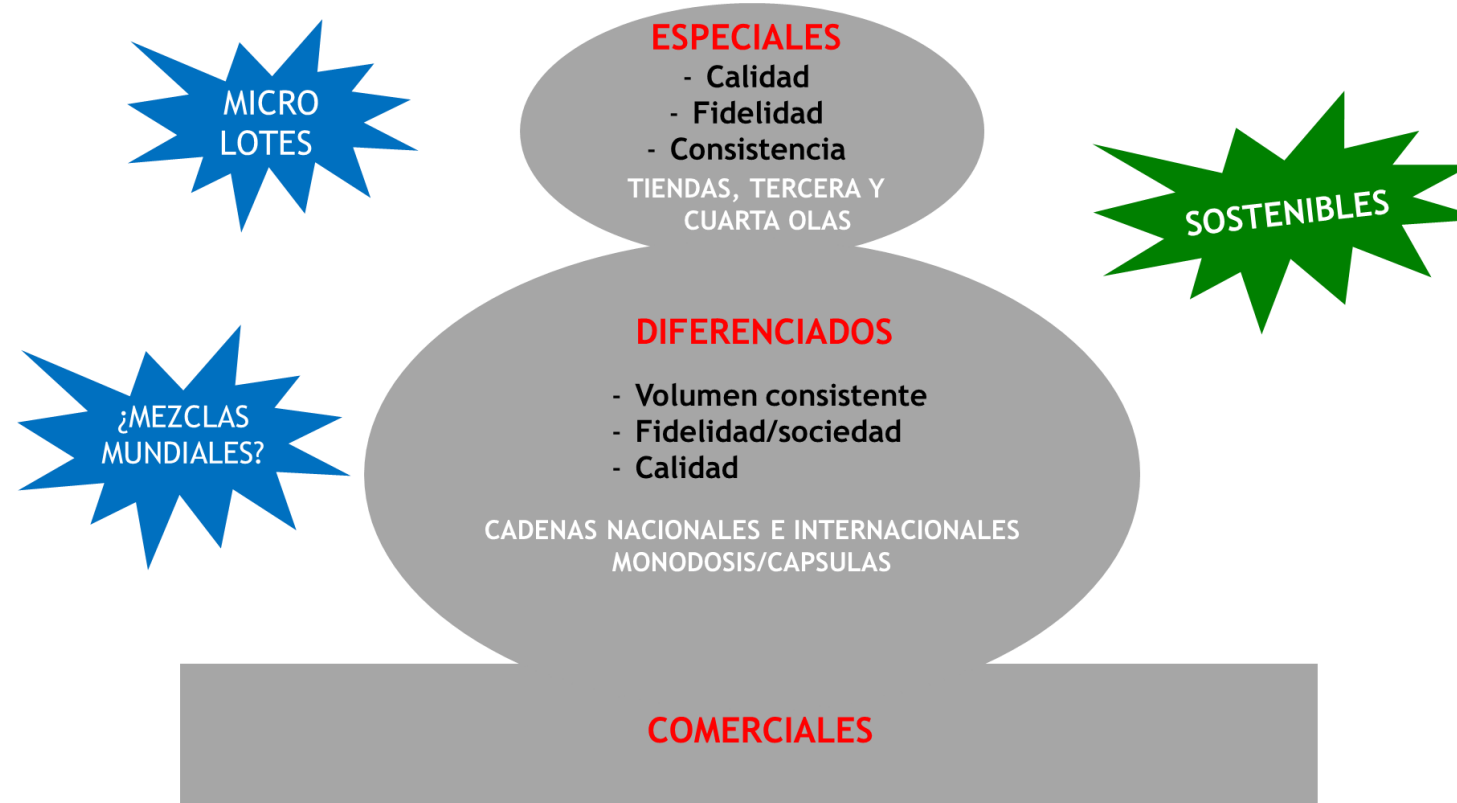 ESPECIALES
- Calidad
- Fidelidad
- Consistencia
TIENDAS, TERCERA Y
CUARTA OLAS
MICRO
LOTES
SOSTENIBLES
¿MEZCLAS
MUNDIALES?
DIFERENCIADOS
- Volumen consistente
- Fidelidad/sociedad
- Calidad
CADENAS NACIONALES E INTERNACIONALES
MONODOSIS/CAPSULAS
COMERCIALES